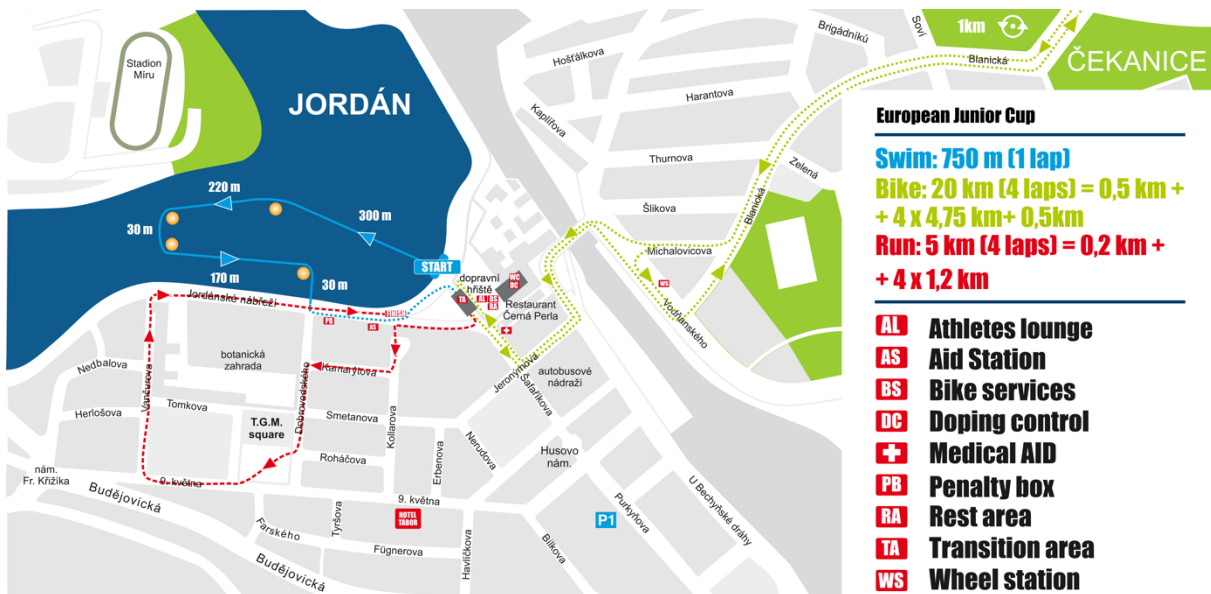 Stadion
Míru
JORDÁN
220 m
30 m
300 m
170 m
30 m
START
dopravní
hřiště
WC
DC
TA
AL
BS
RA
Restaurant
Černá Perla
FINISH
PB
AS
Jordánské nábřeží
botanická
zahrada
Nedbalova
Vančurova
Heršlošova
Tomkova
Dobrovského
Kamarýtova
T.G.M.
square
Smetanova
Kollárova
Roháčova
Erbenova
Nerudova
Jeronýmova
Šafaříkova
autobusové
nádraží
Husovo
nám.
nám.
Fr. Křižíka
9. května
9. května
Budějovická
Budějovická
Farského
Tyršova
HOTEL
TÁBOR
Fügnerova
Havlíčkova
Bílkova
P1
Purkyňova
U Bechyňské dráhy
Hošťálkova
Kaplířova
Harantova
Thurnova
Šlikova
Michalovicova
WS
Vodňanského
Blanická
Zelená
Brigádníků
Soví
Blanická
1km
ČEKANICE
European Junior Cup
Swim: 750 m (1 lap)
Bike: 20 km (4 laps) = 0,5 km +
+ 4 x 4,75 km+ 0,5km
Run: 5 km (4 laps) = 0,2 km +
+ 4 x 1,2 km
AL Athletes lounge
AS Aid Station
BS Bike services
DC Doping control
Medical AID
PB Penalty box
RA Rest area
TA Transition area
WS Wheel station